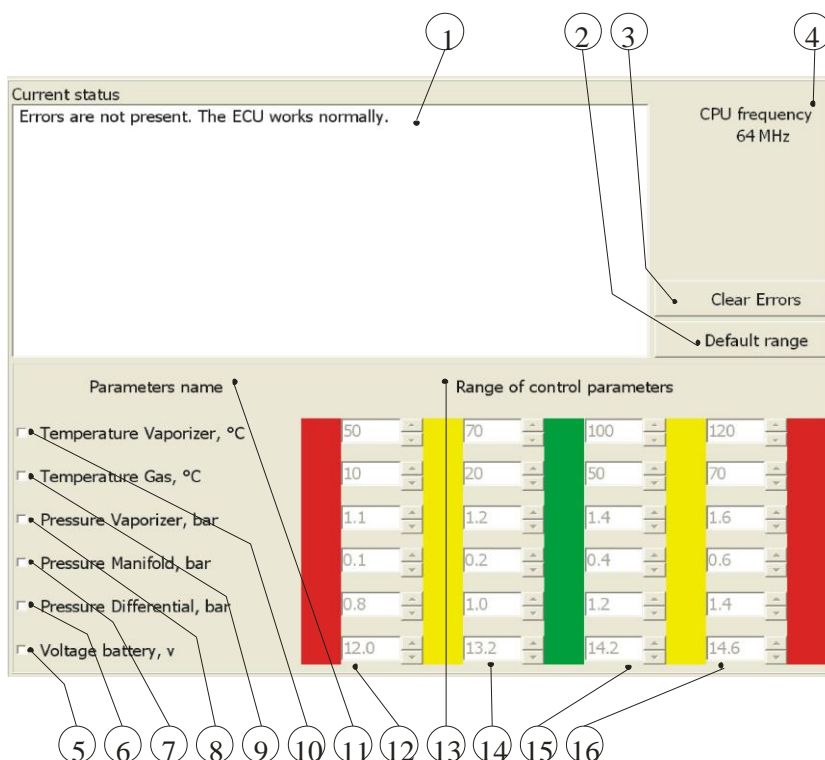 1 2 3 4
Current status
Errors are not present. The ECU works normally.
CPU frequency
64 MHz
Clear Errors
Default range
Parameters name Range of control parameters
Temperature Vaporizer, °C 50 70 100 120
Temperature Gas, °C 10 20 50 70
Pressure Vaporizer, bar 1.1 1.2 1.4 1.6
Pressure Manifold, bar 0.1 0.2 0.4 0.6
Pressure Differential, bar 0.8 1.0 1.2 1.4
Voltage battery, v 12.0 13.2 14.2 14.6
5 6 7 8 9 10 11 12 13 14 15 16